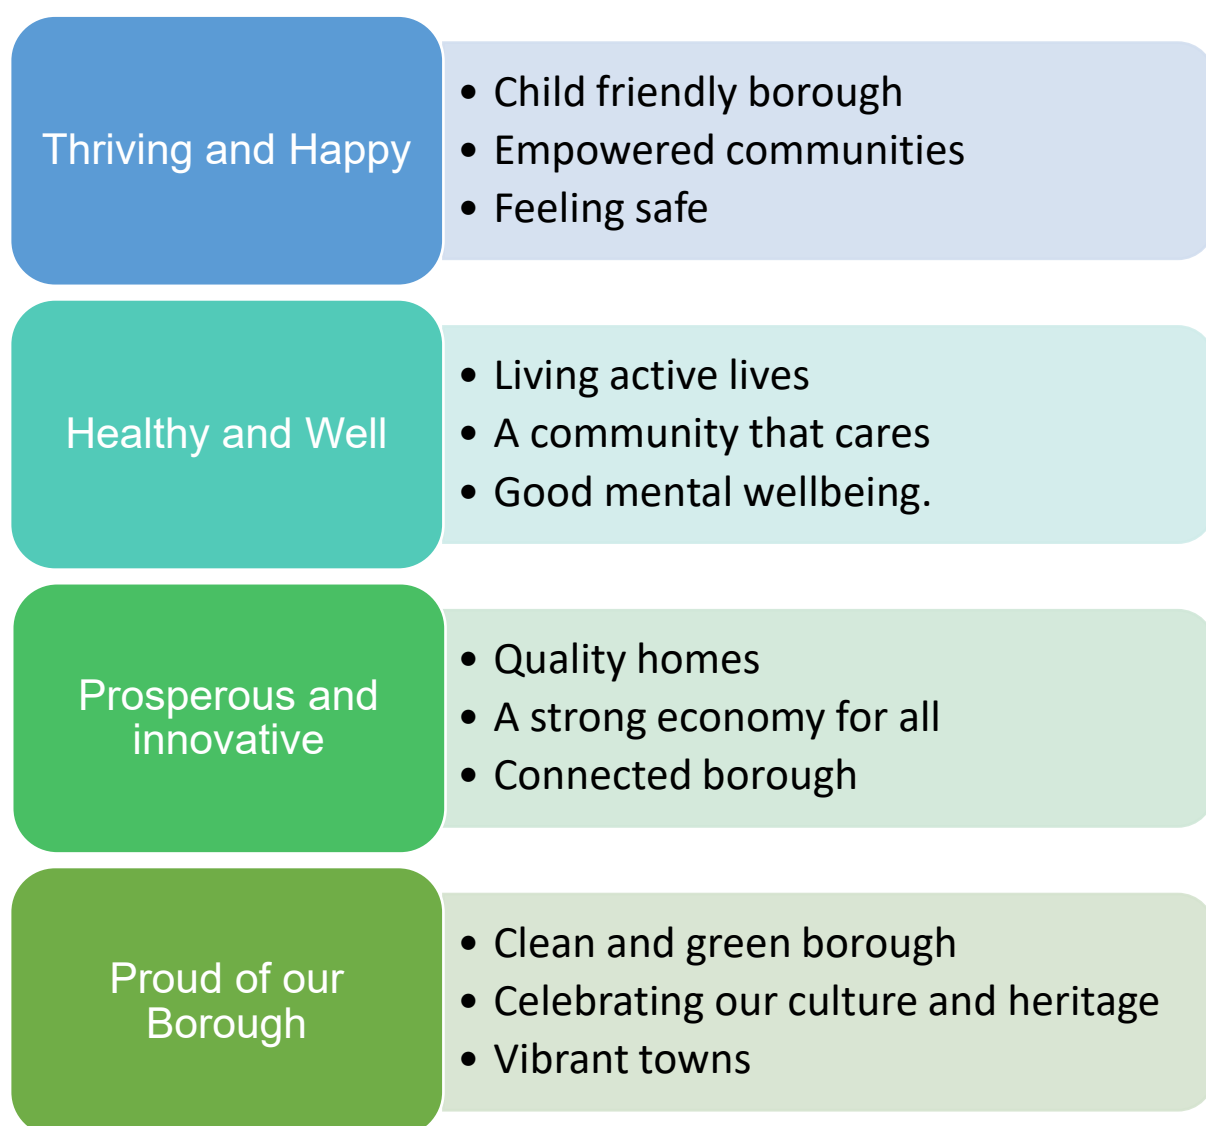 Thriving and Happy
• Child friendly borough
• Empowered communities
• Feeling safe
Healthy and Well
• Living active lives
• A community that cares
• Good mental wellbeing.
Prosperous and
innovative
• Quality homes
• A strong economy for all
• Connected borough
Proud of our
Borough
• Clean and green borough
• Celebrating our culture and heritage
• Vibrant towns